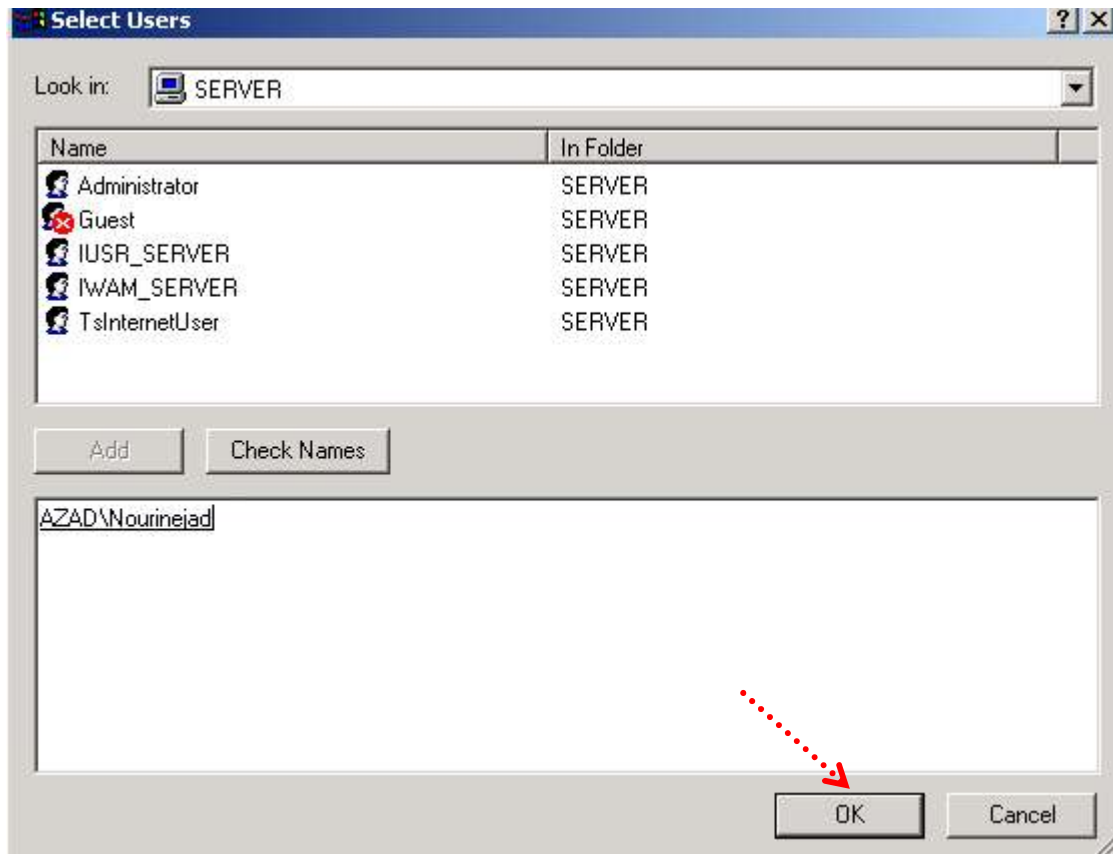 Select Users
Look in: SERVER
Name In Folder
Administrator SERVER
Guest SERVER
IUSR_SERVER SERVER
IWAM_SERVER SERVER
TsInternetUser SERVER
Add Check Names
AZAD\Nourinejad
OK Cancel